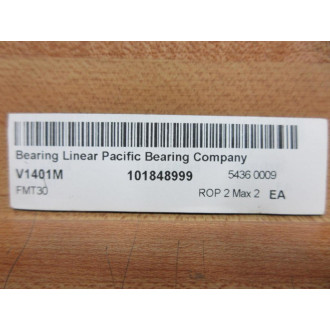 Bearing Linear Pacific Bearing Company
V1401M 101848999 5436 0009
FMT30 ROP 2 Max 2 EA